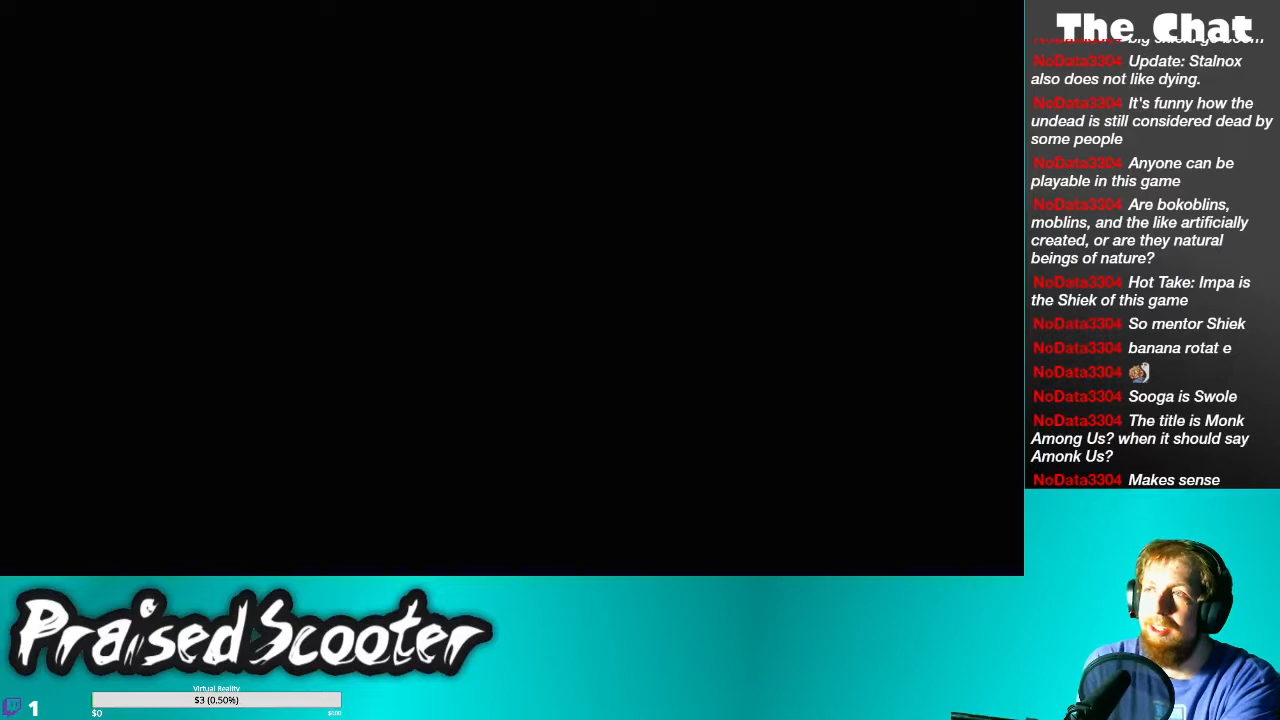 The Chat
NoData3304 Update: Stalnox
also does not like dying.
NoData3304 It's funny how the
undead is still considered dead by
some people
NoData3304 Anyone can be
playable in this game
NoData3304 Are bokoblins,
moblins, and the like artificially
created, or are they natural
beings of nature?
NoData3304 Hot Take: Impa is
the Shiek of this game
NoData3304 So mentor Shiek
NoData3304 banana rotat e
NoData3304
NoData3304 Sooga is Swole
NoData3304 The title is Monk
Among Us? when it should say
Amonk Us?
NoData3304 Makes sense
Praised Scooter
Virtual Reality
1
$3 (0.50%)
$0